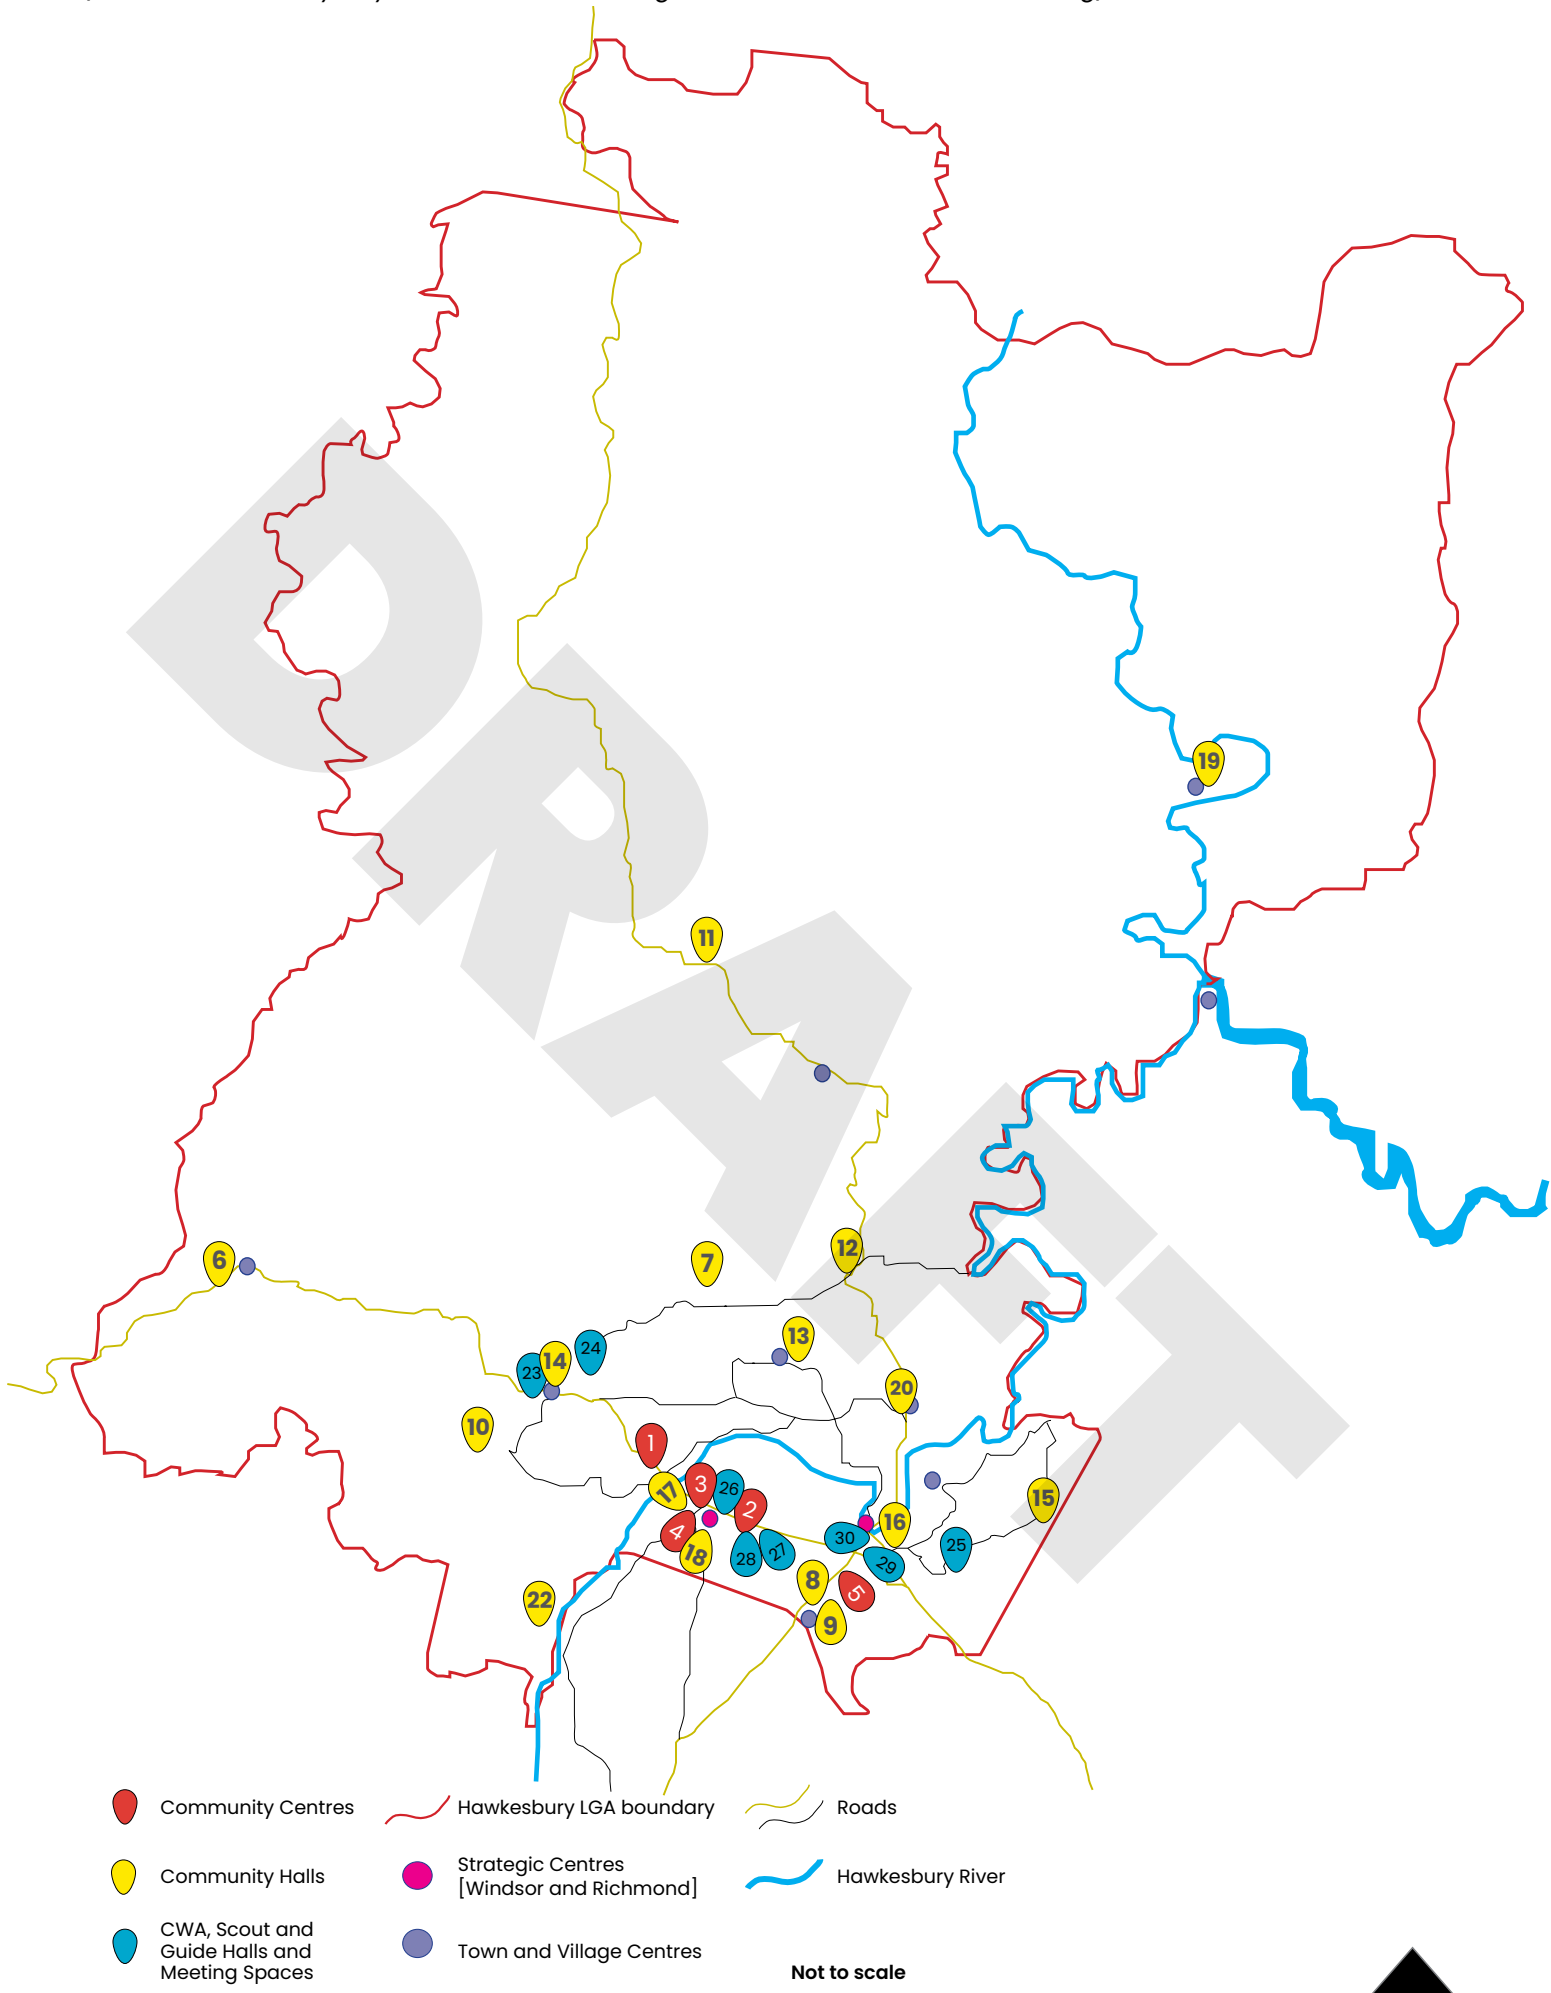 19
11
12
6
7
13
24
14
23
20
10
1
3
26
17
2
15
4
16
30
18
28
27
25
29
8
5
22
9
DRAFT
Community Centres
Hawkesbury LGA boundary
Roads
Community Halls
Strategic Centres
[Windsor and Richmond]
Hawkesbury River
CWA, Scout and
Guide Halls and
Meeting Spaces
Town and Village Centres
Not to scale